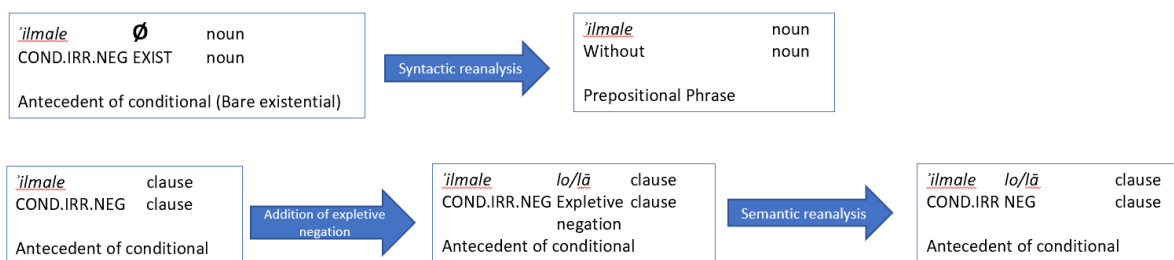 ʾilmale Ø noun
COND.IRR.NEG EXIST noun
Antecedent of conditional (Bare existential)
Syntactic reanalysis
ʾilmale noun
Without noun
Prepositional Phrase
ʾilmale clause
COND.IRR.NEG clause
Antecedent of conditional
Addition of expletive
negation
ʾilmale lo/lā clause
COND.IRR.NEG Expletive clause
negation
Antecedent of conditional
Semantic reanalysis
ʾilmale lo/lā clause
COND.IRR NEG clause
Antecedent of conditional